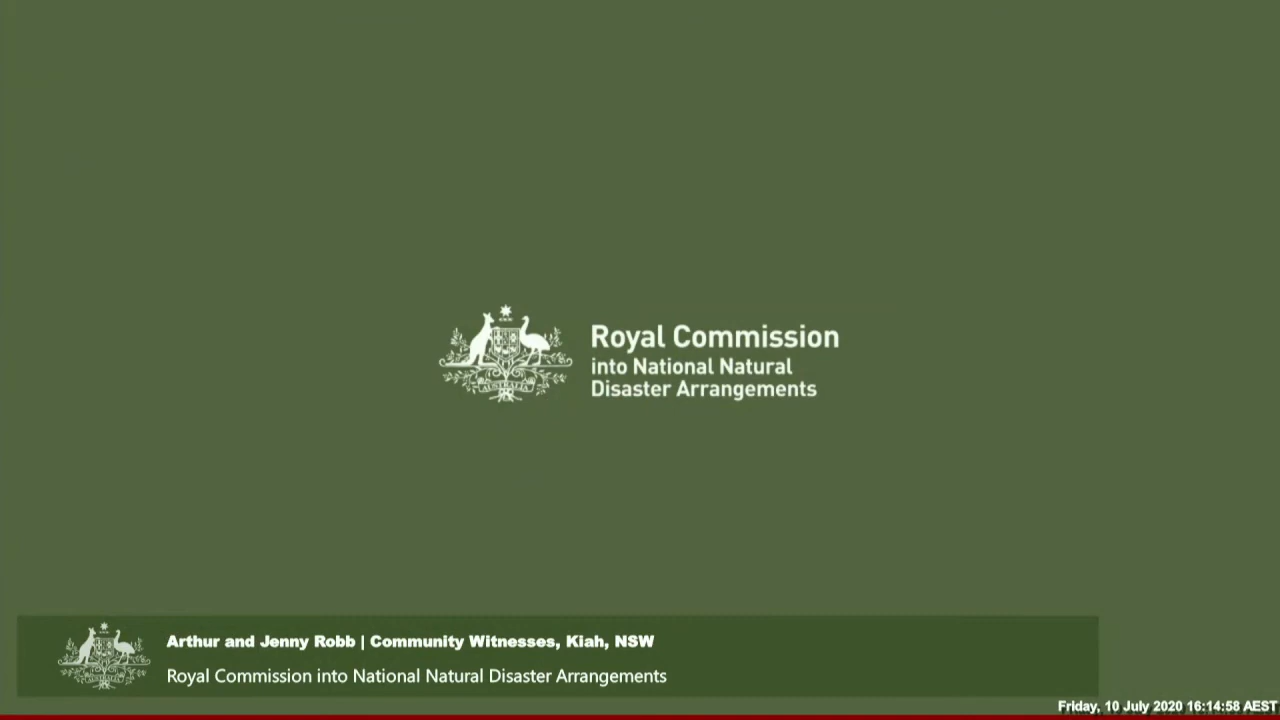 Royal Commission
into National Natural
Disaster Arrangements
AUSTRALIA
Arthur and Jenny Robb | Community Witnesses, Kiah, NSW
Royal Commission into National Natural Disaster Arrangements
Friday, 10 July 2020 16:14:58 AEST